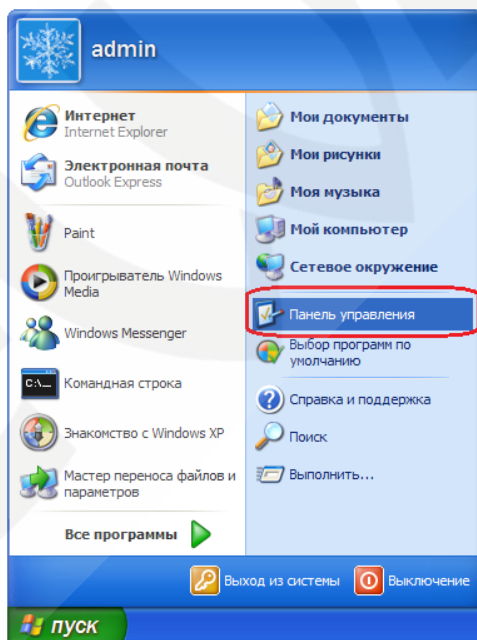 admin
Интернет
Internet Explorer
Электронная почта
Outlook Express
Paint
Проигрыватель Windows
Media
Windows Messenger
C:\_
Командная строка
Знакомство с Windows XP
Мастер переноса файлов и
параметров
Все программы
Мои документы
Мои рисунки
Моя музыка
Мой компьютер
Сетевое окружение
Панель управления
Выбор программ по
умолчанию
Справка и поддержка
Поиск
Выполнить...
Выход из системы
Выключение
пуск